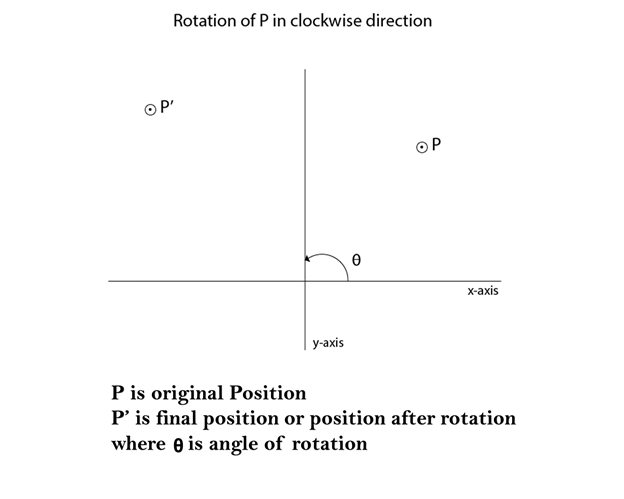 Rotation of P in clockwise direction
P′
P
θ
x-axis
y-axis
P is original Position
P’ is final position or position after rotation
where θ is angle of rotation